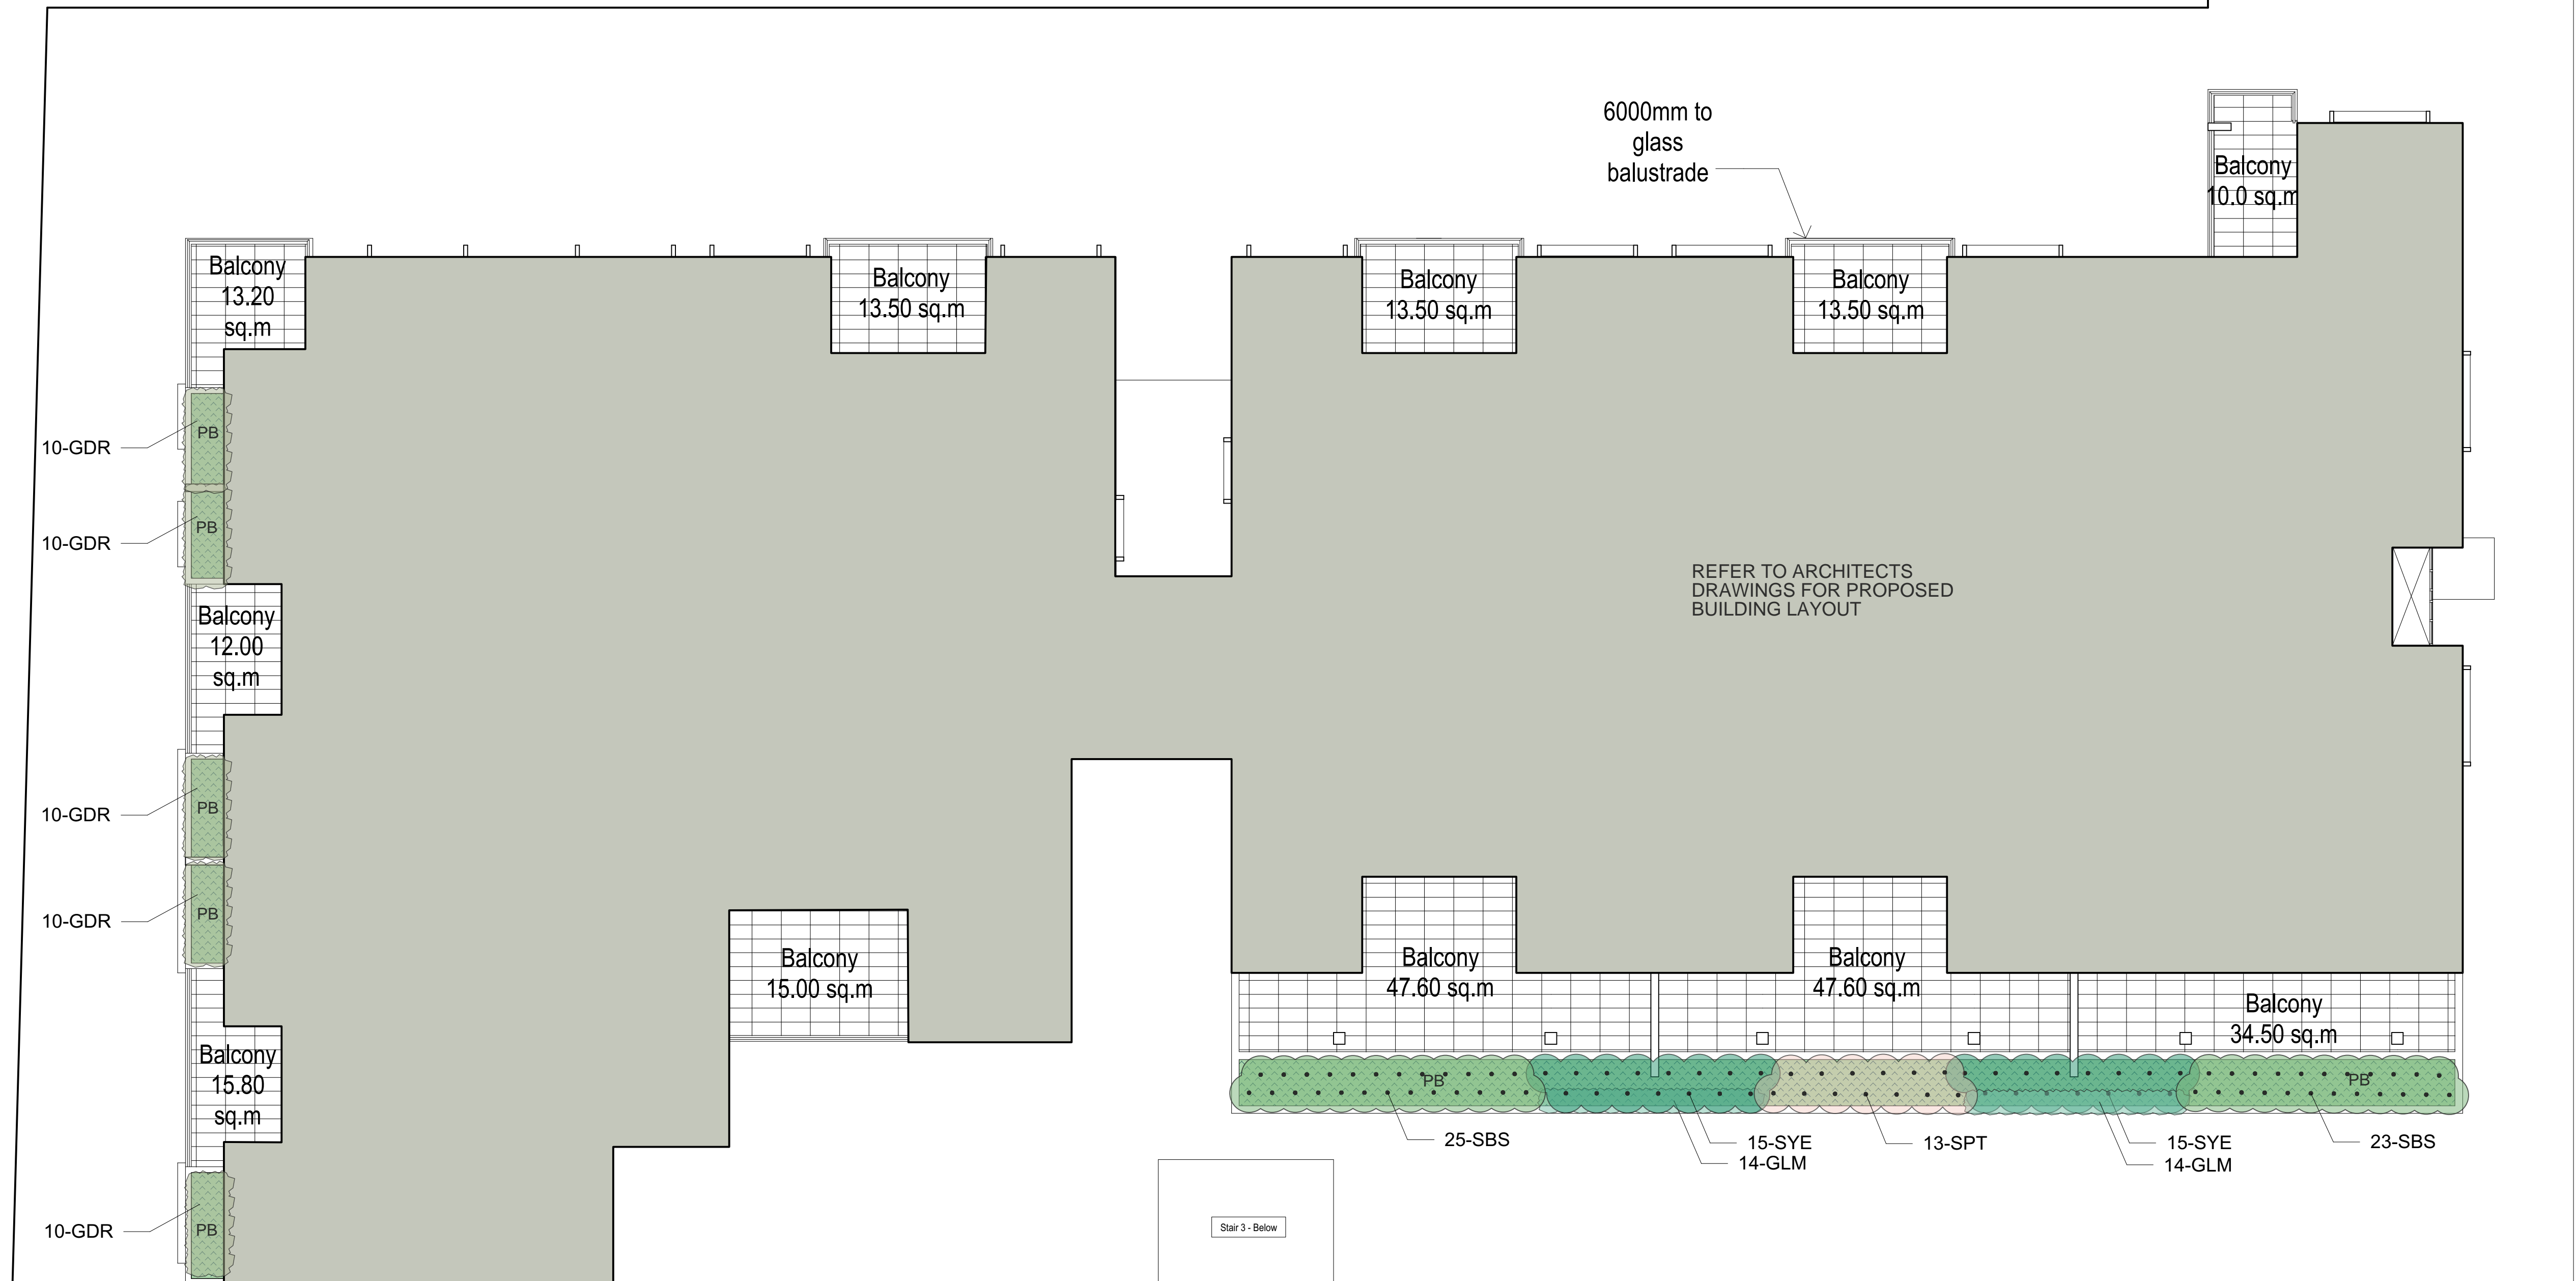 6000mm to
glass
balustrade
Balcony
10.0 sq.m
Balcony
13.20
sq.m
Balcony
13.50 sq.m
Balcony
13.50 sq.m
Balcony
13.50 sq.m
PB
10-GDR
PB
10-GDR
REFER TO ARCHITECTS
DRAWINGS FOR PROPOSED
BUILDING LAYOUT
Balcony
12.00
sq.m
PB
10-GDR
PB
10-GDR
Balcony
15.00 sq.m
Balcony
47.60 sq.m
Balcony
47.60 sq.m
Balcony
34.50 sq.m
Balcony
15.80
sq.m
PB
PB
25-SBS
15-SYE
14-GLM
13-SPT
15-SYE
14-GLM
23-SBS
Stair 3 - Below
PB
10-GDR